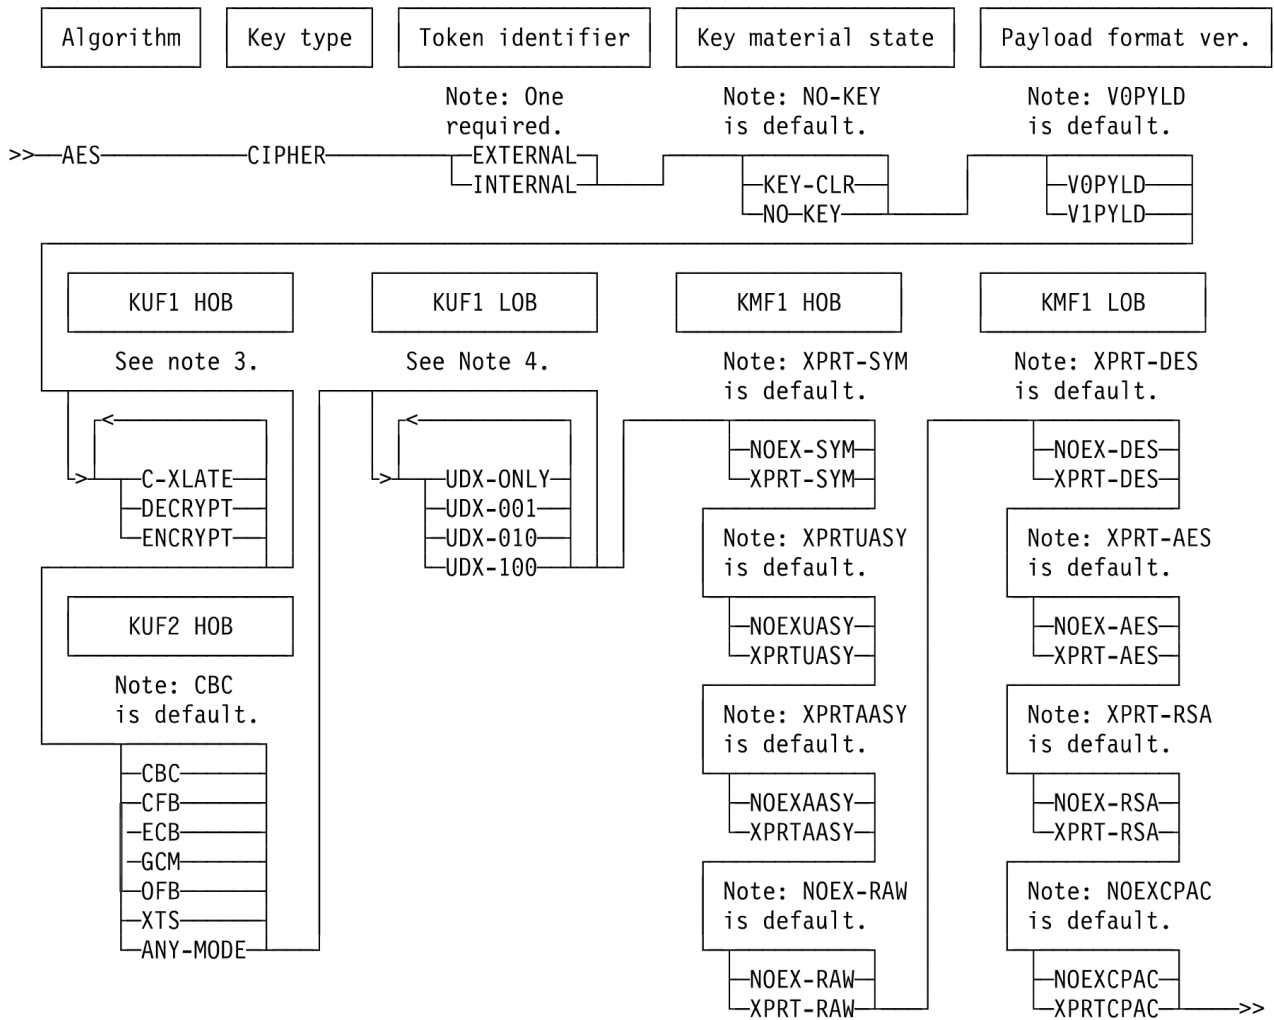 Algorithm
Key type
Token identifier
Key material state
Payload format ver.
Note: One
required.
Note: NO-KEY
is default.
Note: V0PYLD
is default.
>>
AES
CIPHER
EXTERNAL
INTERNAL
KEY-CLR
NO-KEY
V0PYLD
V1PYLD
KUF1 HOB
KUF1 LOB
KMF1 HOB
KMF1 LOB
See note 3.
<
>
C-XLATE
DECRYPT
ENCRYPT
KUF2 HOB
Note: CBC
is default.
CBC
CFB
ECB
GCM
OFB
XTS
ANY-MODE
See Note 4.
<
>
UDX-ONLY
UDX-001
UDX-010
UDX-100
Note: XPRT-SYM
is default.
NOEX-SYM
XPRT-SYM
Note: XPRTUASY
is default.
NOEXUASY
XPRTUASY
Note: XPRTAASY
is default.
NOEXAASY
XPRTAASY
Note: NOEX-RAW
is default.
NOEX-RAW
XPRT-RAW
Note: XPRT-DES
is default.
NOEX-DES
XPRT-DES
Note: XPRT-AES
is default.
NOEX-AES
XPRT-AES
Note: XPRT-RSA
is default.
NOEX-RSA
XPRT-RSA
Note: NOEXCPAC
is default.
NOEXCPAC
XPRTCPAC
>>